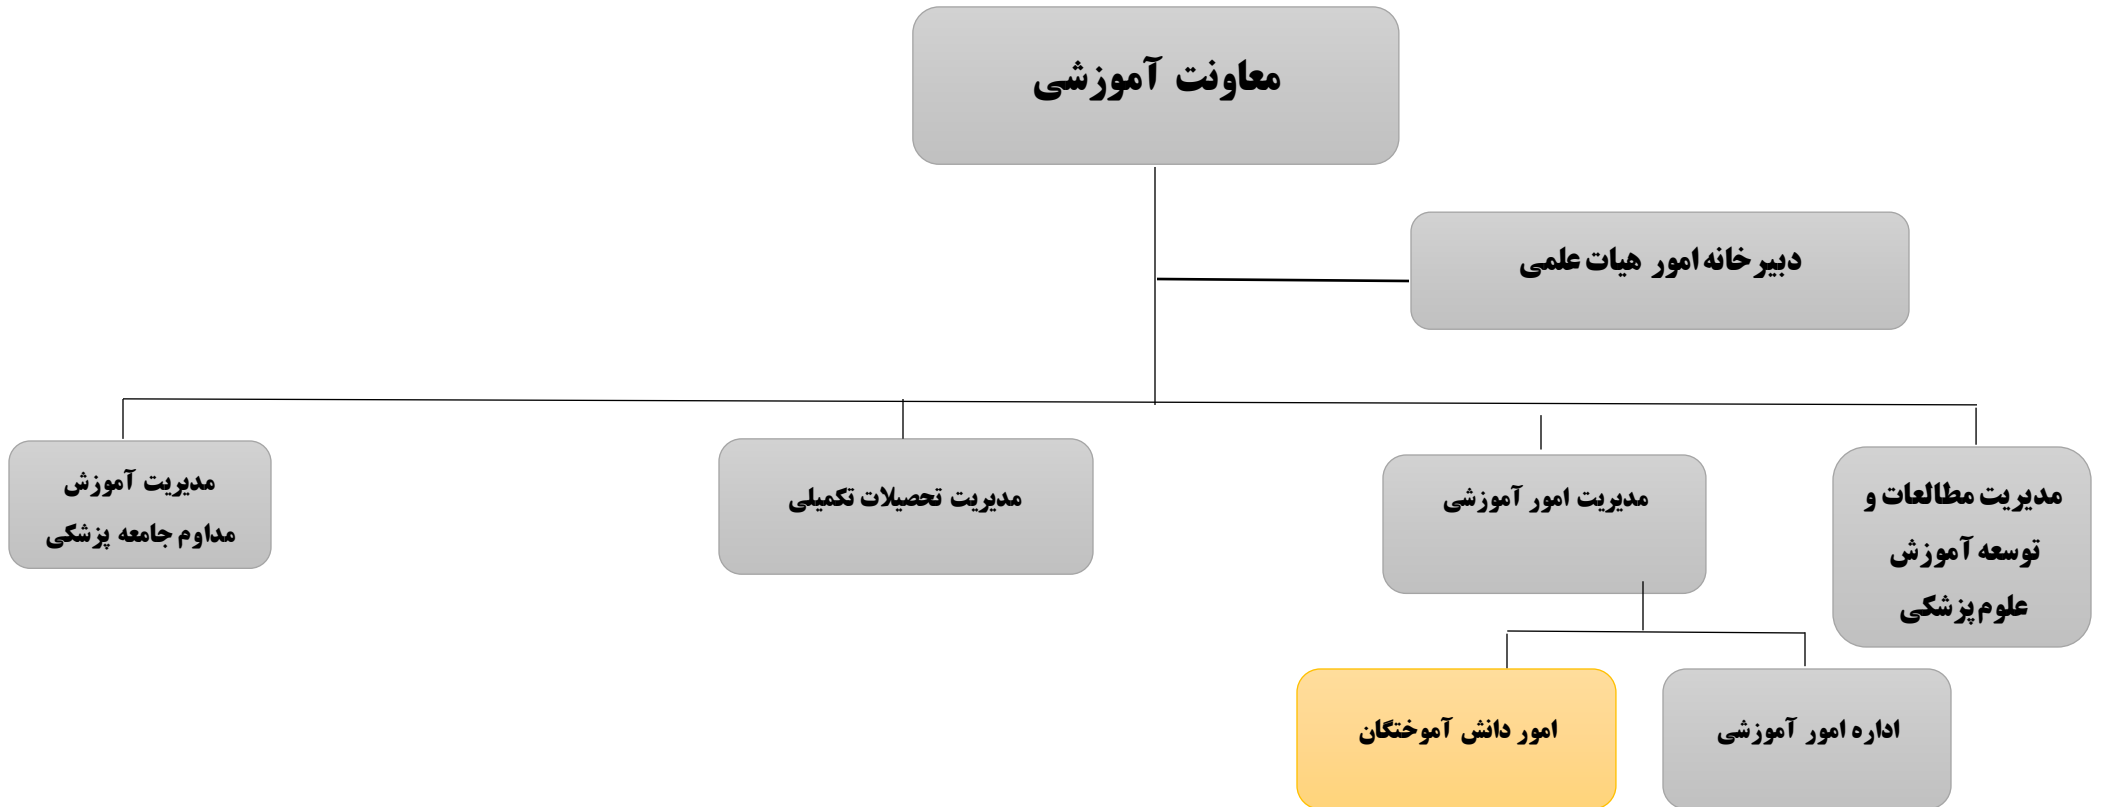 معاونت آموزشی
دبیرخانه امور هیات علمی
مدیریت مطالعات و
توسعه آموزش
علوم پزشکی
مدیریت امور آموزشی
مدیریت تحصیلات تکمیلی
مدیریت آموزش
مداوم جامعه پزشکی
اداره امور آموزشی
امور دانش آموختگان